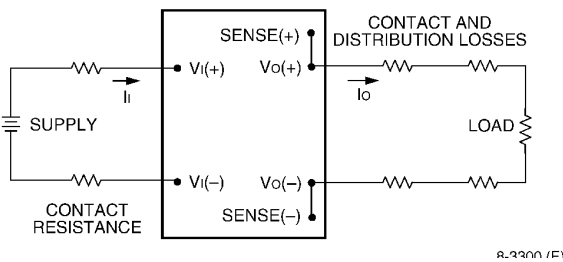 CONTACT AND
DISTRIBUTION LOSSES
SENSE(+)
VI(+)
VO(+)
II
IO
SUPPLY
LOAD
VI(–)
VO(–)
CONTACT
RESISTANCE
SENSE(–)
8-3300 (F)